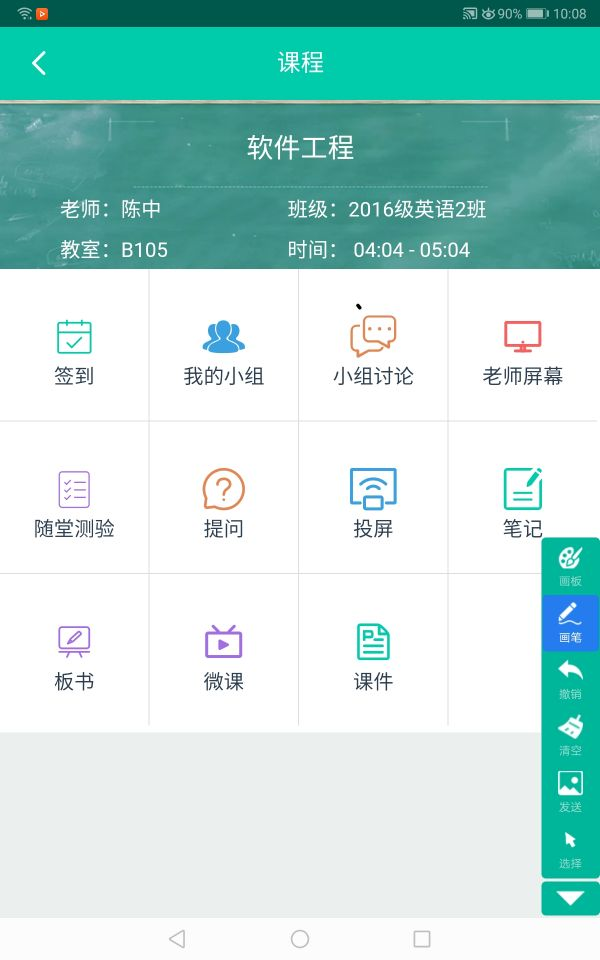 90% 10:08
课程
软件工程
老师：陈中 班级：2016级英语2班
教室：B105 时间： 04:04 - 05:04
签到 我的小组 小组讨论 老师屏幕
随堂测验 提问 投屏 笔记
画板
画笔
板书 微课 课件
撤销
清空
发送
选择